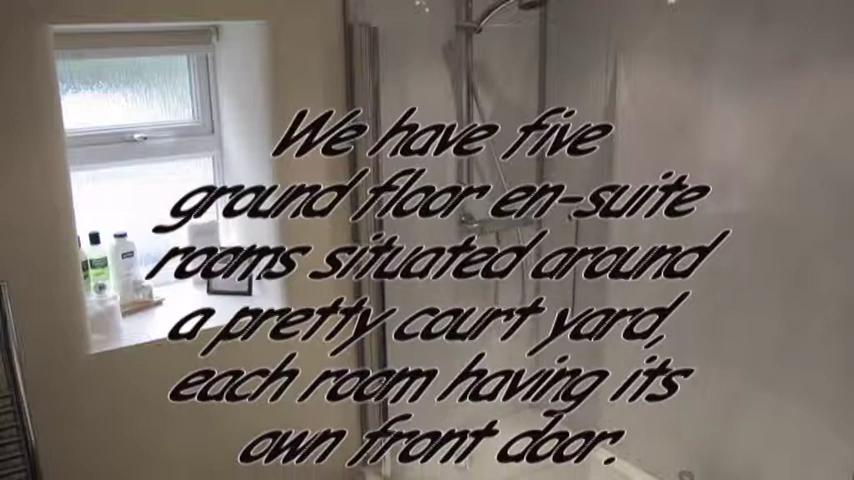 We have five
ground floor en-suite
rooms situated around
a pretty court yard,
each room having its
own front door.